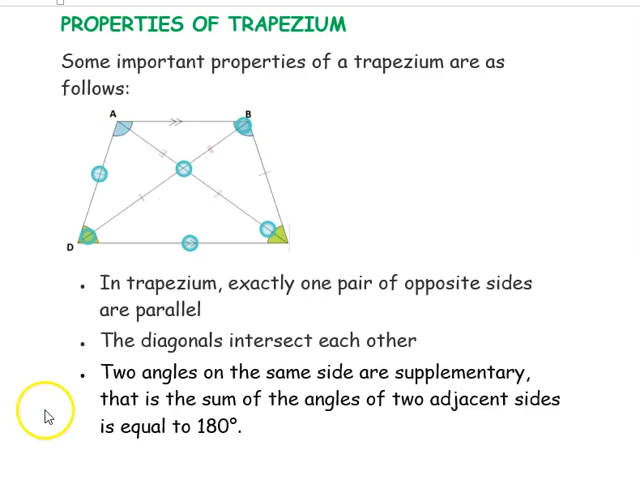 PROPERTIES OF TRAPEZIUM
Some important properties of a trapezium are as
follows:
A
B
D
• In trapezium, exactly one pair of opposite sides
are parallel
• The diagonals intersect each other
• Two angles on the same side are supplementary,
that is the sum of the angles of two adjacent sides
is equal to 180°.